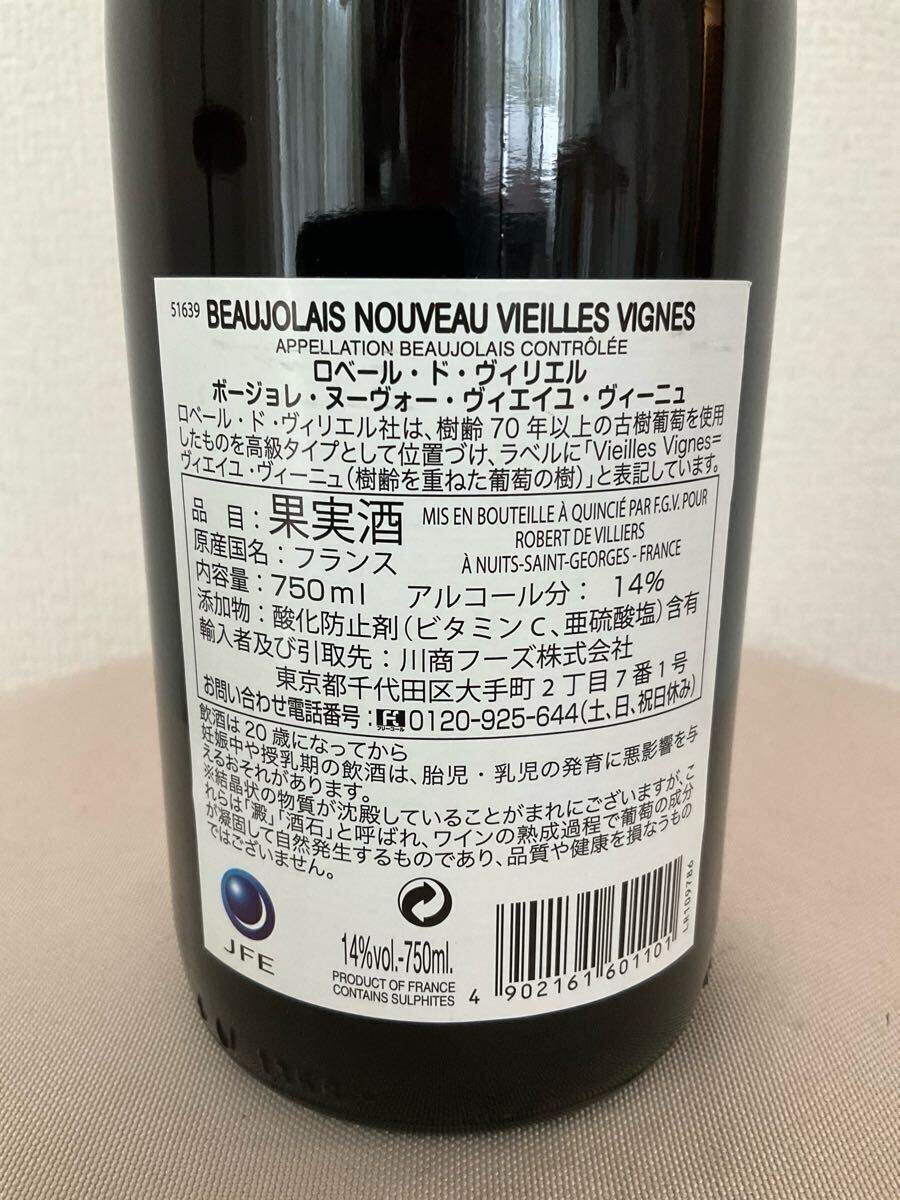 51639 BEAUJOLAIS NOUVEAU VIEILLES VIGNES
APPELLATION BEAUJOLAIS CONTRÔLÉE
ロベール・ド・ヴィリエル
ボージョレ・ヌーヴォー・ヴィエイユ・ヴィーニュ
ロベール・ド・ヴィリエル社は、樹齢70年以上の古樹葡萄を使用
したものを高級タイプとして位置づけ、ラベルに「Vieilles Vignes=
ヴィエイユ・ヴィーニュ(樹齢を重ねた葡萄の樹)」と表記しています。
品 目:果実酒
MIS EN BOUTEILLE À QUINCIÉ PAR F.G.V. POUR
ROBERT DE VILLIERS
À NUITS-SAINT-GEORGES - FRANCE
原産国名:フランス
内容量:750ml アルコール分:14%
添加物:酸化防止剤(ビタミンC、亜硫酸塩)含有
輸入者及び引取先:川商フーズ株式会社
東京都千代田区大手町2丁目7番1号
お問い合わせ電話番号:フリーコール0120-925-644(土、日、祝日休み)
飲酒は20歳になってから
妊娠中や授乳期の飲酒は、胎児・乳児の発育に悪影響を与
えるおそれがあります。
※結晶状の物質が沈殿していることがまれにございますが、こ
れらは「澱」「酒石」と呼ばれ、ワインの熟成過程で葡萄の成分
が凝固して自然発生するものであり、品質や健康を損なうもの
ではございません。
JFE
14%vol.-750ml.
PRODUCT OF FRANCE
CONTAINS SULPHITES
4 902161 601101